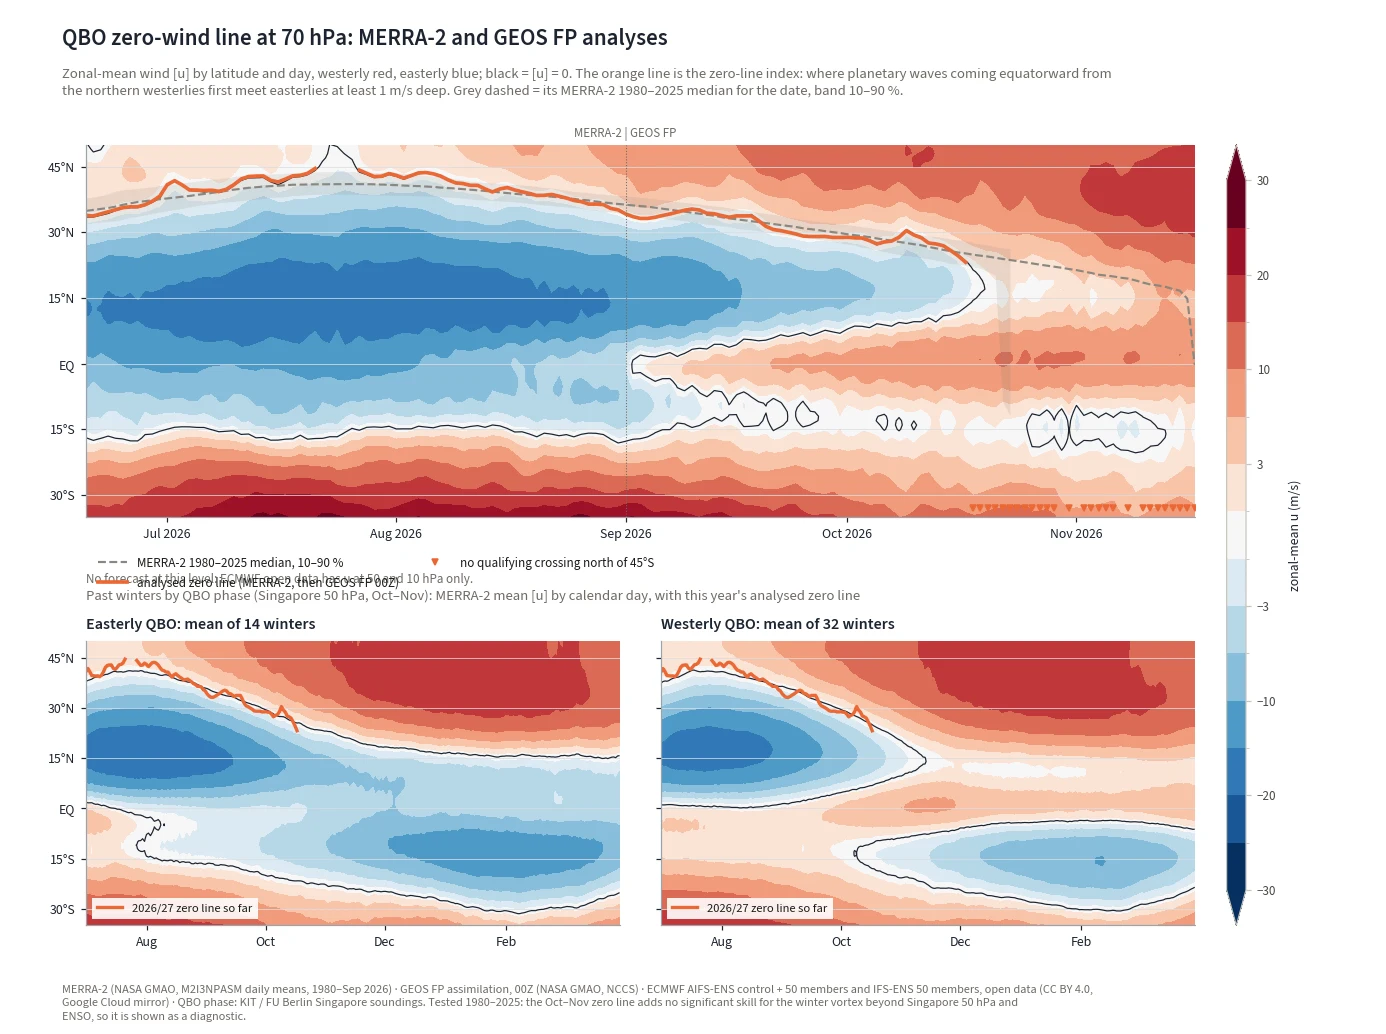 QBO zero-wind line at 70 hPa: MERRA-2 and GEOS FP analyses
Zonal-mean wind [u] by latitude and day, westerly red, easterly blue; black = [u] = 0. The orange line is the zero-line index: where planetary waves coming equatorward from
the northern westerlies first meet easterlies at least 1 m/s deep. Grey dashed = its MERRA-2 1980–2025 median for the date, band 10–90 %.
MERRA-2 | GEOS FP
45°N
30°N
15°N
EQ
15°S
30°S
Jul 2026
Aug 2026
Sep 2026
Oct 2026
Nov 2026
30
20
10
3
−3
−10
−20
−30
zonal-mean u (m/s)
MERRA-2 1980–2025 median, 10–90 %
no qualifying crossing north of 45°S
No forecast at this level: ECMWF open data has u at 50 and 10 hPa only.
analysed zero line (MERRA-2, then GEOS FP 00Z)
Past winters by QBO phase (Singapore 50 hPa, Oct–Nov): MERRA-2 mean [u] by calendar day, with this year's analysed zero line
Easterly QBO: mean of 14 winters
Westerly QBO: mean of 32 winters
45°N
30°N
15°N
EQ
15°S
30°S
2026/27 zero line so far
2026/27 zero line so far
Aug
Oct
Dec
Feb
Aug
Oct
Dec
Feb
MERRA-2 (NASA GMAO, M2I3NPASM daily means, 1980–Sep 2026) · GEOS FP assimilation, 00Z (NASA GMAO, NCCS) · ECMWF AIFS-ENS control + 50 members and IFS-ENS 50 members, open data (CC BY 4.0,
Google Cloud mirror) · QBO phase: KIT / FU Berlin Singapore soundings. Tested 1980–2025: the Oct–Nov zero line adds no significant skill for the winter vortex beyond Singapore 50 hPa and
ENSO, so it is shown as a diagnostic.